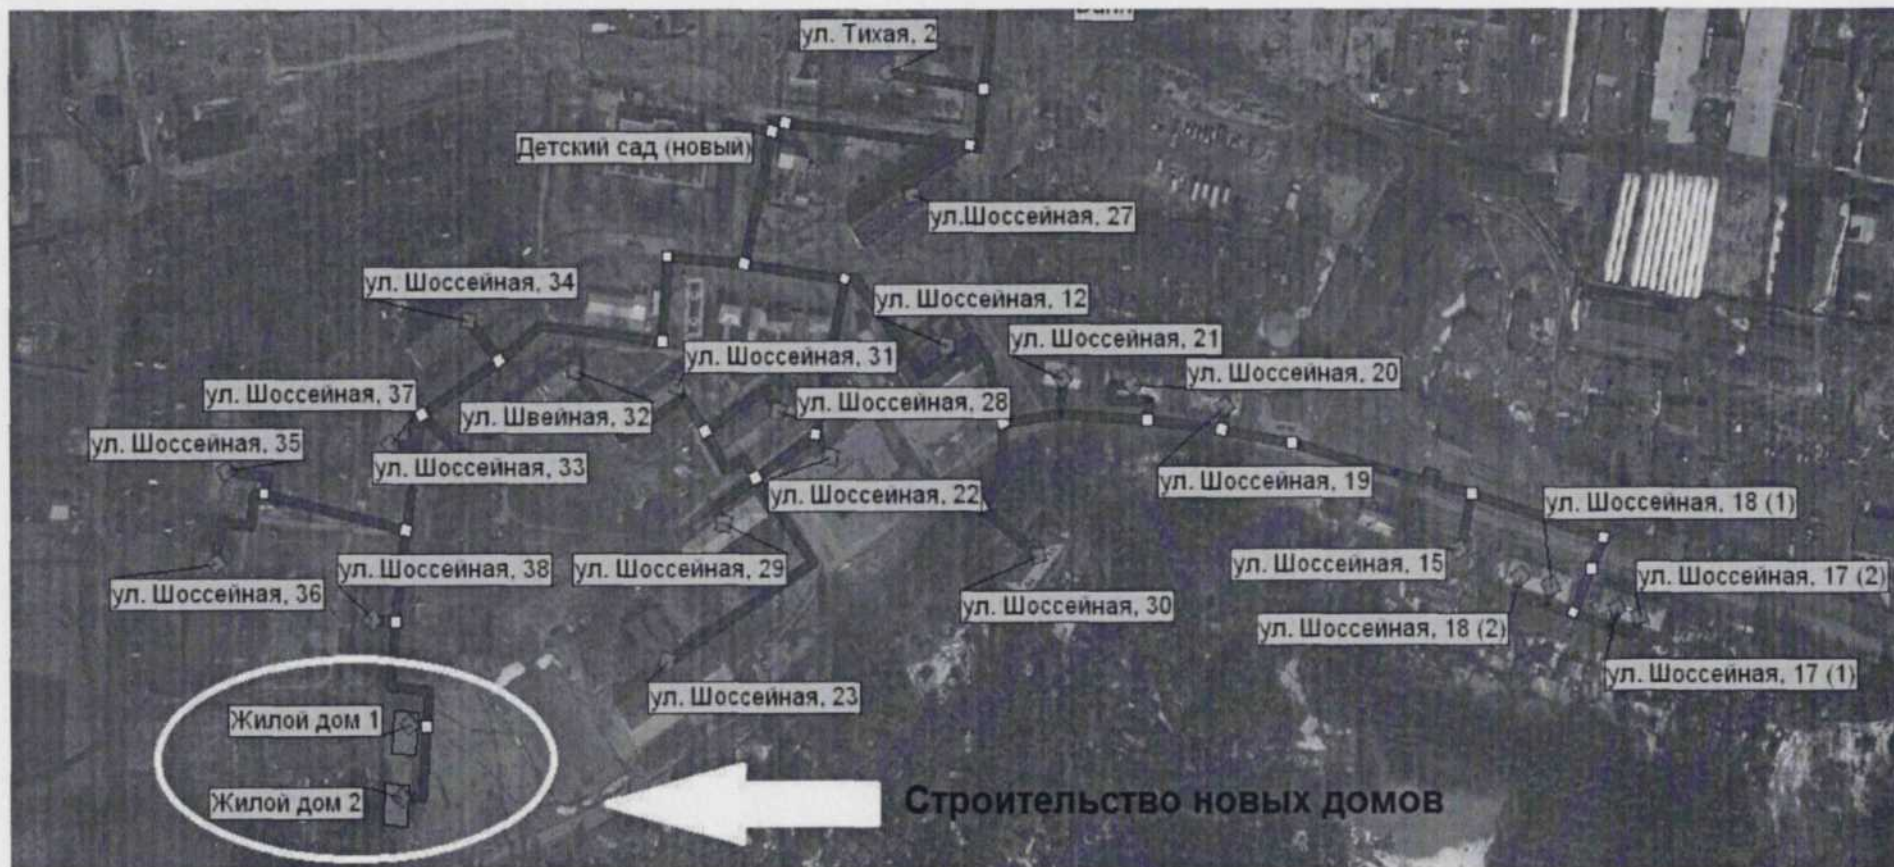 ул. Тихая, 2
Детский сад (новый)
ул.Шоссейная, 27
ул. Шоссейная, 34
ул. Шоссейная, 12
ул. Шоссейная, 21
ул. Шоссейная, 31
ул. Шоссейная, 20
ул. Шоссейная, 37
ул. Швейная, 32
ул. Шоссейная, 28
ул. Шоссейная, 35
ул. Шоссейная, 33
ул. Шоссейная, 19
ул. Шоссейная, 22
ул. Шоссейная, 18 (1)
ул. Шоссейная, 38
ул. Шоссейная, 29
ул. Шоссейная, 15
ул. Шоссейная, 17 (2)
ул. Шоссейная, 36
ул. Шоссейная, 30
ул. Шоссейная, 18 (2)
ул. Шоссейная, 17 (1)
ул. Шоссейная, 23
Жилой дом 1
Жилой дом 2
Строительство новых домов